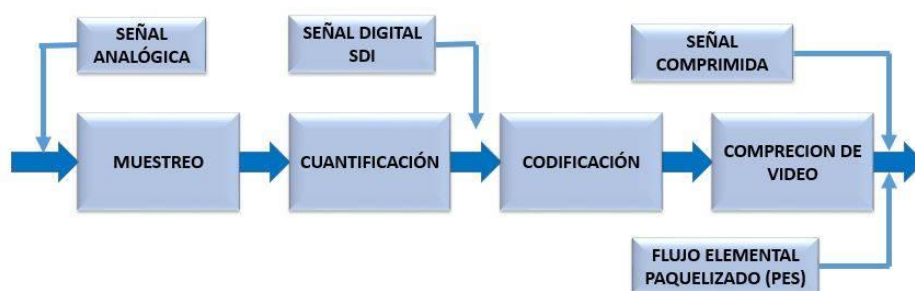 SEÑAL
ANALÓGICA
SEÑAL DIGITAL
SDI
SEÑAL
COMPRIMIDA
MUESTREO
CUANTIFICACIÓN
CODIFICACIÓN
COMPRECION DE
VIDEO
FLUJO ELEMENTAL
PAQUELIZADO (PES)